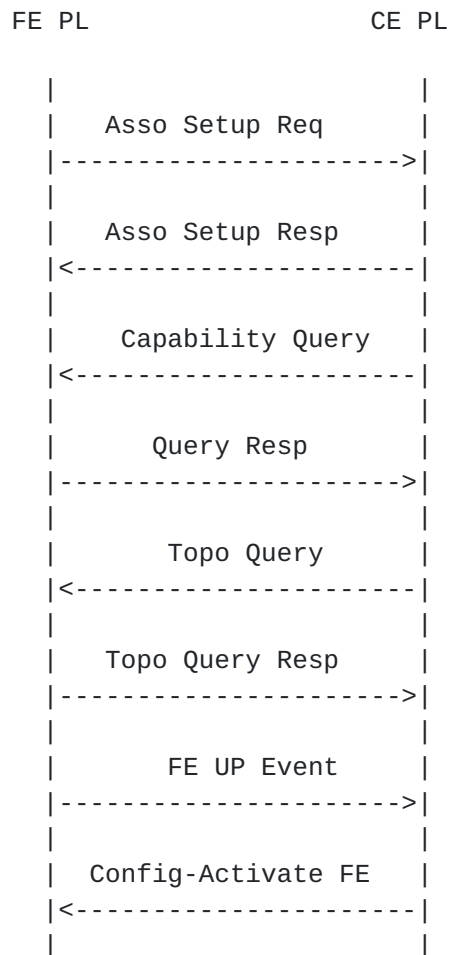 FE PL CE PL
Asso Setup Req
Asso Setup Resp
Capability Query
Query Resp
Topo Query
Topo Query Resp
FE UP Event
Config-Activate FE